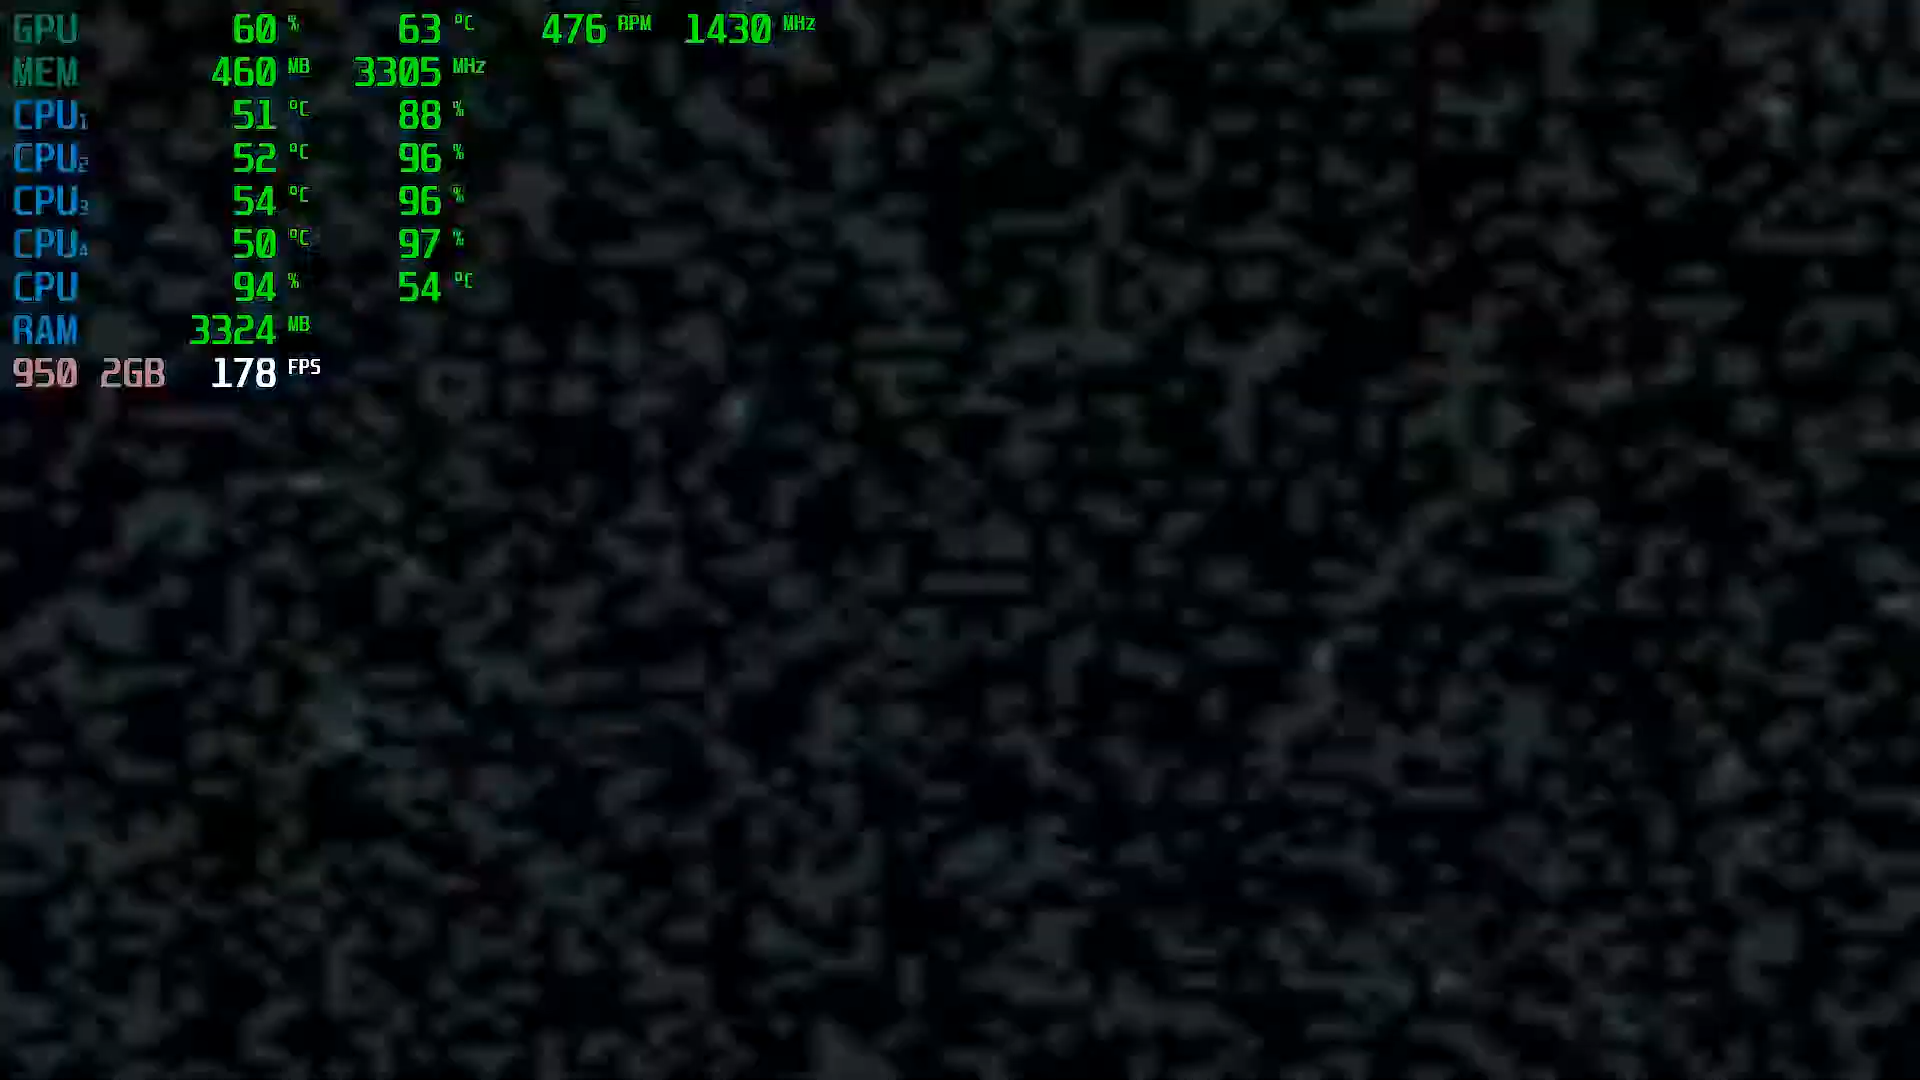 GPU 60 % 63 °C 476 RPM 1430 MHz
MEM 460 MB 3305 MHz
CPU1 51 °C 88 %
CPU2 52 °C 96 %
CPU3 54 °C 96 %
CPU4 50 °C 97 %
CPU 94 % 54 °C
RAM 3324 MB
950 2GB 178 FPS